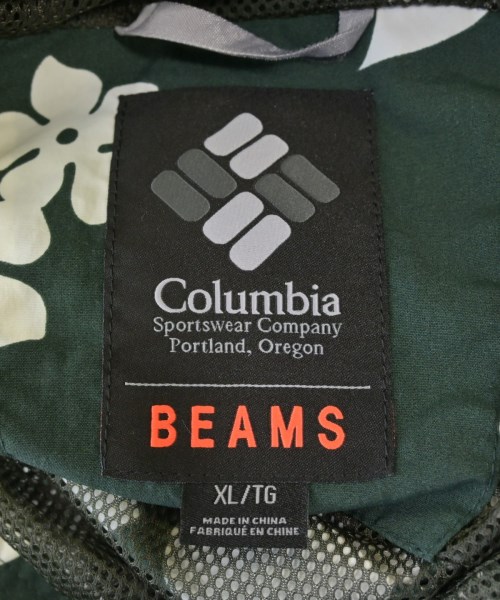 Columbia
Sportswear Company
Portland, Oregon
BEAMS
XL/TG
MADE IN CHINA
FABRIQUÉ EN CHINE